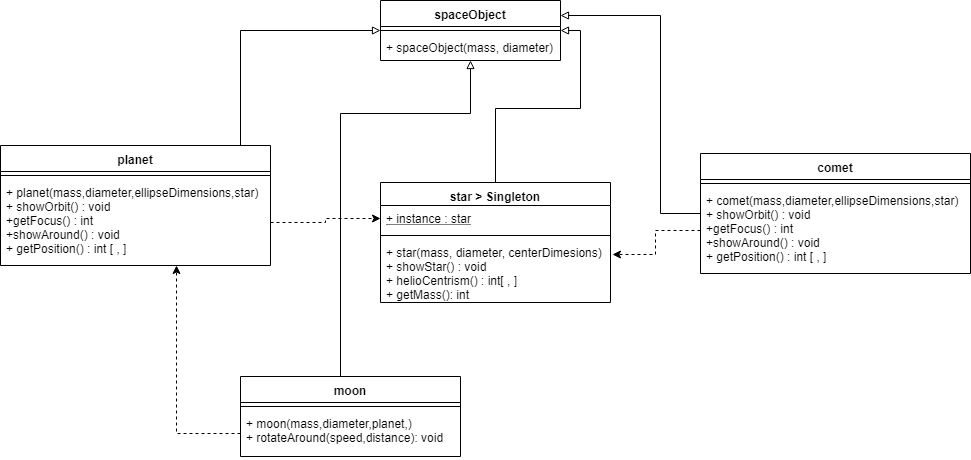 spaceObject
+ spaceObject(mass, diameter)
planet
+ planet(mass,diameter,ellipseDimensions,star)
+ showOrbit() : void
+getFocus() : int
+showAround() : void
+ getPosition() : int [ , ]
star > Singleton
+ instance : star
+ star(mass, diameter, centerDimesions)
+ showStar() : void
+ helioCentrism() : int[ , ]
+ getMass(): int
comet
+ comet(mass,diameter,ellipseDimensions,star)
+ showOrbit() : void
+getFocus() : int
+showAround() : void
+ getPosition() : int [ , ]
moon
+ moon(mass,diameter,planet,)
+ rotateAround(speed,distance): void